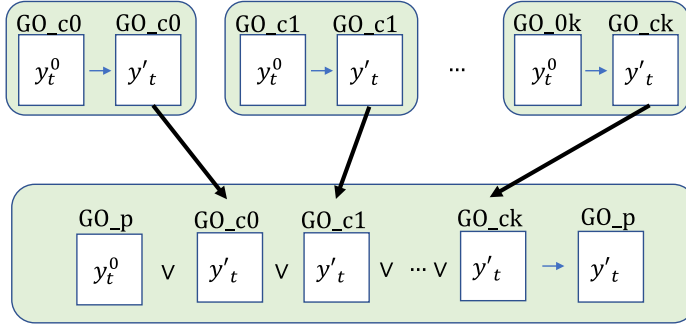 GO_c0 GO_c0 GO_c1 GO_c1 GO_0k GO_ck
y_t^0 → y'_t y_t^0 → y'_t ... y_t^0 → y'_t
GO_p GO_c0 GO_c1 GO_ck GO_p
y_t^0 ∨ y'_t ∨ y'_t ∨ ... ∨ y'_t → y'_t